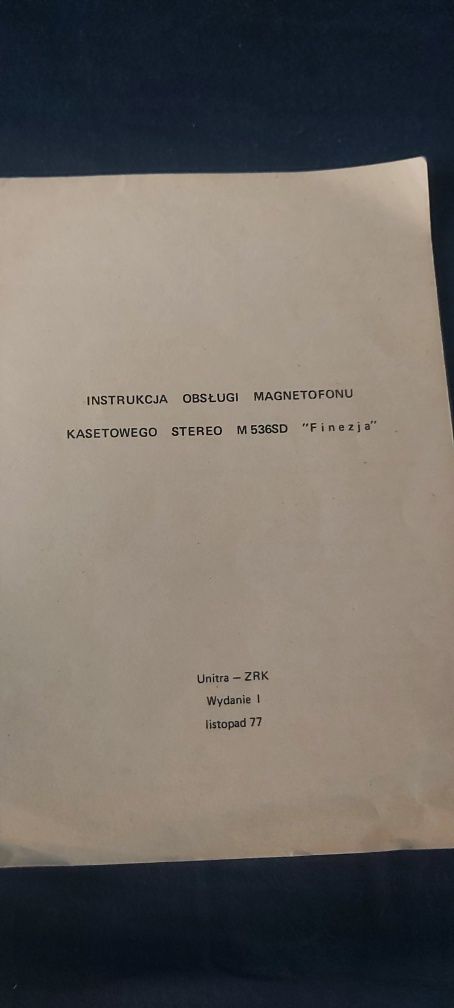 INSTRUKCJA OBSŁUGI MAGNETOFONU
KASETOWEGO STEREO M 536SD "Finezja"
Unitra – ZRK
Wydanie I
listopad 77